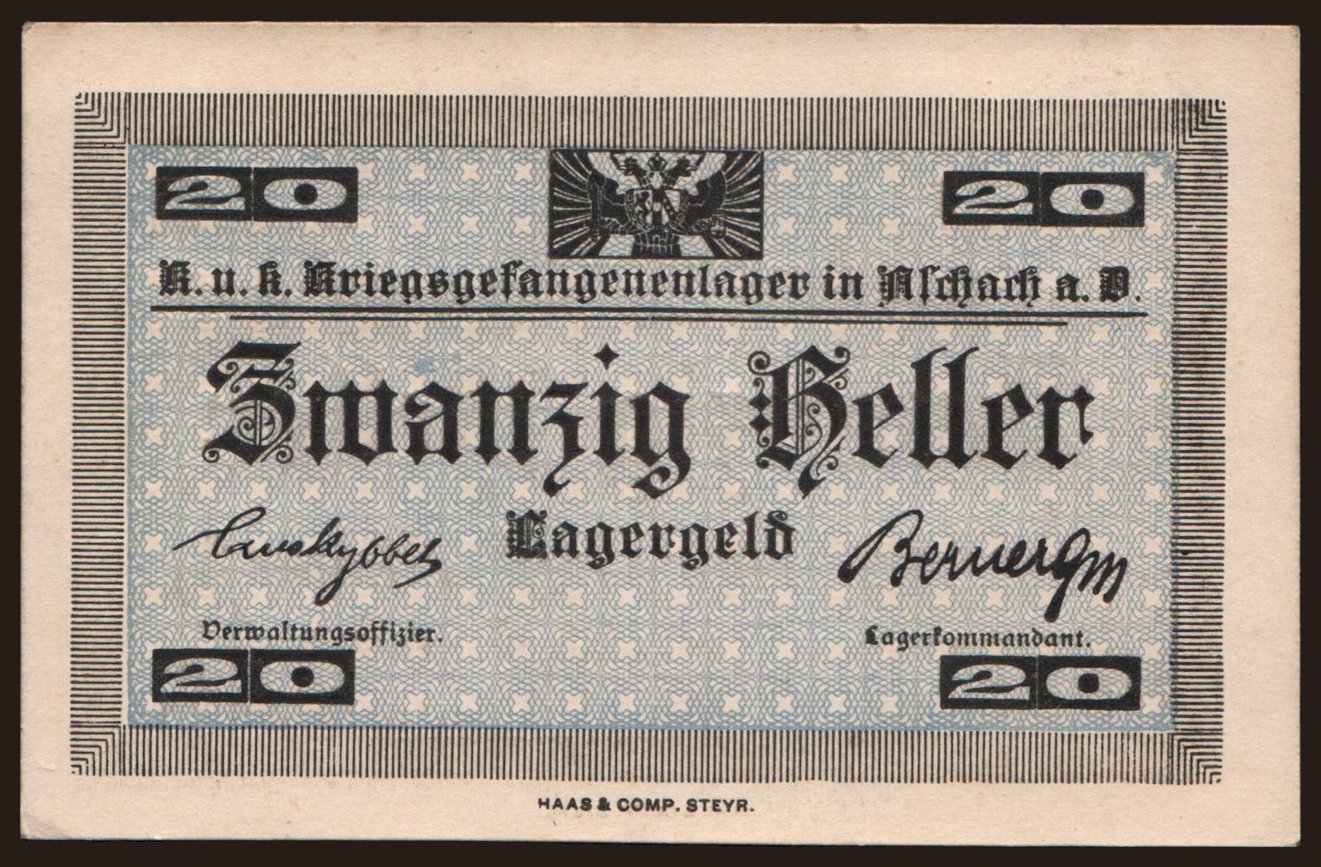 20 20
K. u. k. Kriegsgefangenenlager in Aschach a. D.
Zwanzig Heller
Lagergeld
Verwaltungsoffizier. Lagerkommandant.
20 20
HAAS & COMP. STEYR.